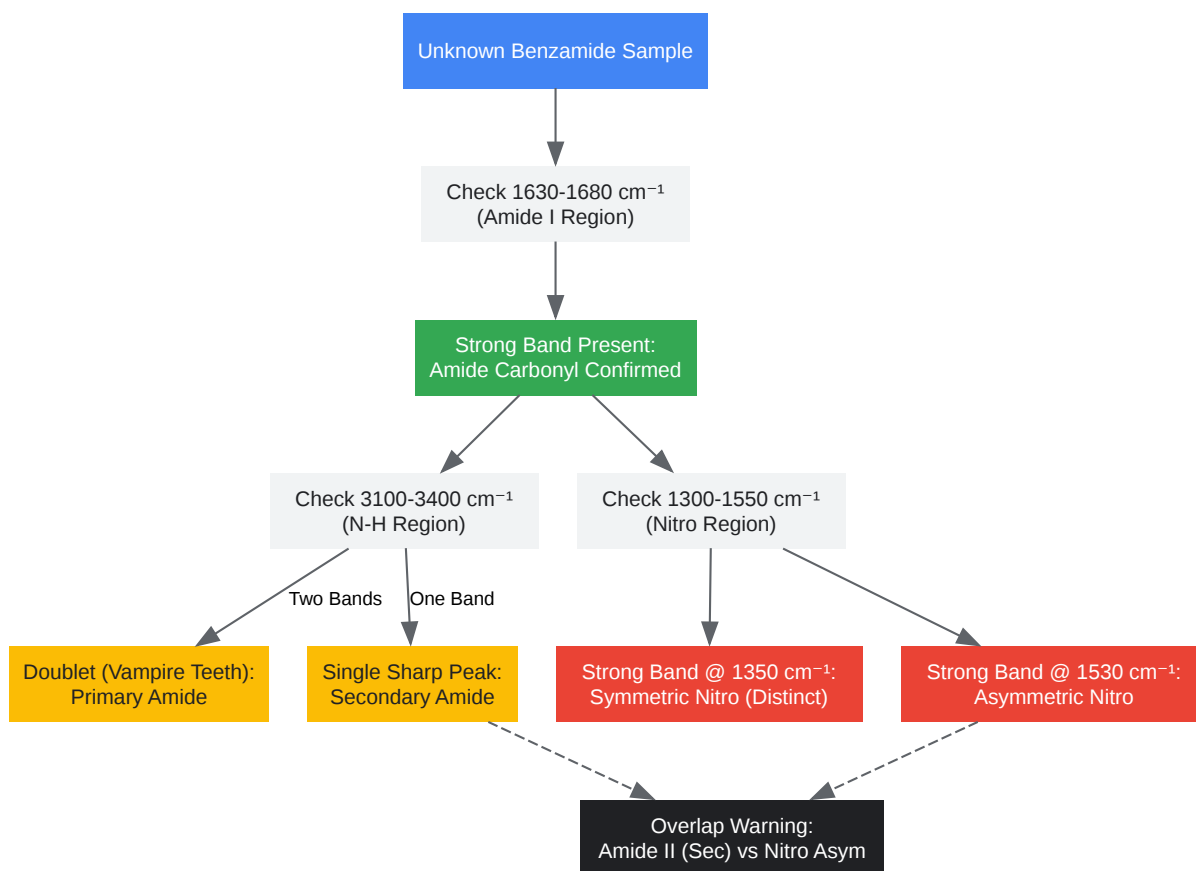 Unknown Benzamide Sample
Check 1630-1680 cm⁻¹
(Amide I Region)
Strong Band Present:
Amide Carbonyl Confirmed
Check 3100-3400 cm⁻¹
(N-H Region)
Check 1300-1550 cm⁻¹
(Nitro Region)
Two Bands
One Band
Doublet (Vampire Teeth):
Primary Amide
Single Sharp Peak:
Secondary Amide
Strong Band @ 1350 cm⁻¹:
Symmetric Nitro (Distinct)
Strong Band @ 1530 cm⁻¹:
Asymmetric Nitro
Overlap Warning:
Amide II (Sec) vs Nitro Asym